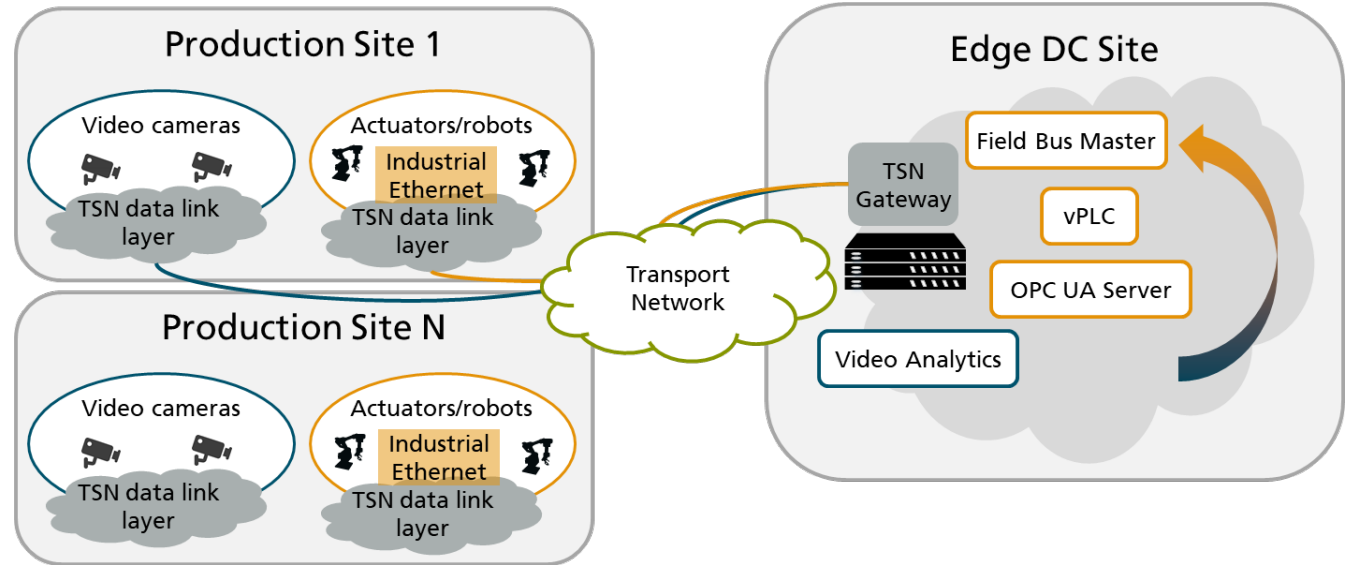 Production Site 1
Video cameras
TSN data link
layer
Actuators/robots
Industrial
Ethernet
TSN data link
layer
Production Site N
Video cameras
TSN data link
layer
Actuators/robots
Industrial
Ethernet
TSN data link
layer
Transport
Network
Edge DC Site
TSN
Gateway
Field Bus Master
vPLC
OPC UA Server
Video Analytics